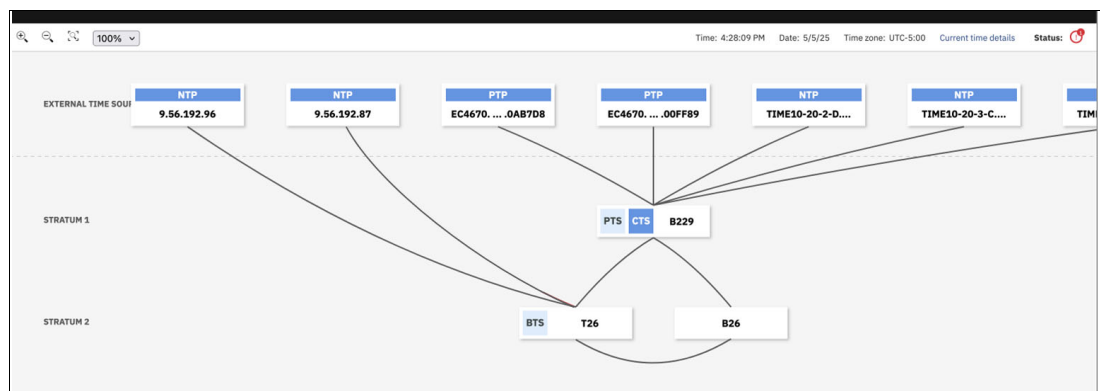 100%
Time: 4:28:09 PM Date: 5/5/25 Time zone: UTC-5:00 Current time details Status:
EXTERNAL TIME SOUR
NTP
9.56.192.96
NTP
9.56.192.87
PTP
EC4670. ... .0AB7D8
PTP
EC4670. ... .00FF89
NTP
TIME10-20-2-D....
NTP
TIME10-20-3-C....
TIM
STRATUM 1
PTS CTS B229
STRATUM 2
BTS T26
B26